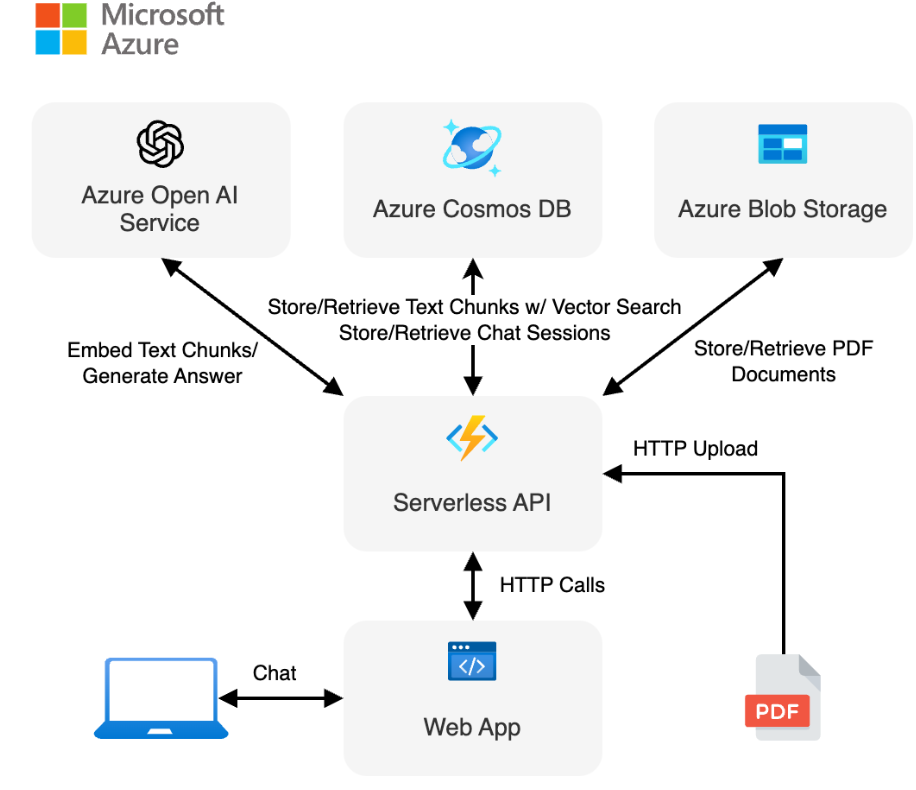 Microsoft
Azure
Azure Open AI
Service
Azure Cosmos DB
Azure Blob Storage
Store/Retrieve Text Chunks w/ Vector Search
Store/Retrieve Chat Sessions
Embed Text Chunks/
Generate Answer
Store/Retrieve PDF
Documents
HTTP Upload
Serverless API
HTTP Calls
Chat
Web App
PDF